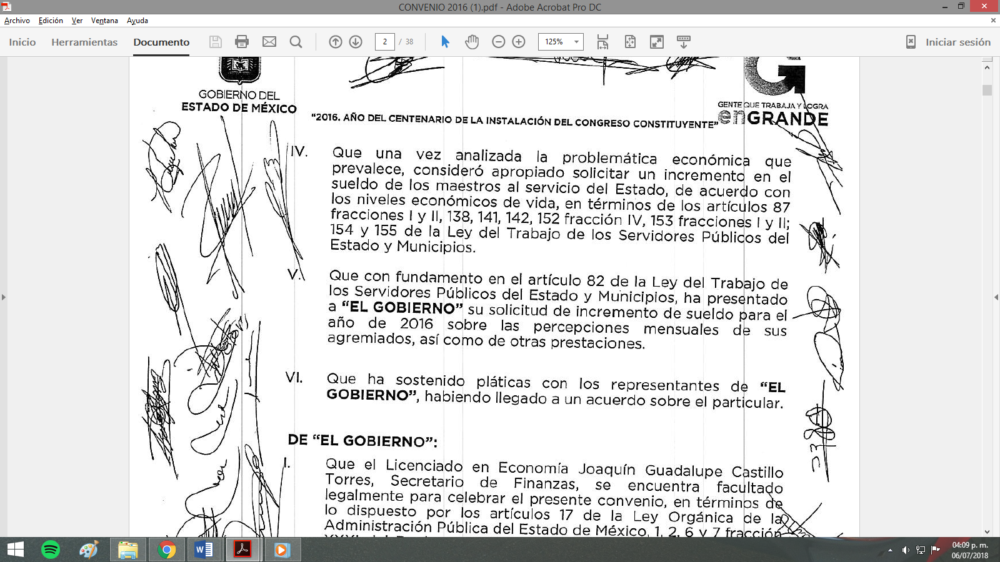 CONVENIO 2016 (1).pdf - Adobe Acrobat Pro DC
Archivo Edición Ver Ventana Ayuda
Inicio Herramientas Documento 2 / 38 125% Iniciar sesión
GOBIERNO DEL
ESTADO DE MÉXICO
GENTE QUE TRABAJA Y LOGRA
enGRANDE
"2016. AÑO DEL CENTENARIO DE LA INSTALACIÓN DEL CONGRESO CONSTITUYENTE"
IV. Que una vez analizada la problemática económica que
prevalece, consideró apropiado solicitar un incremento en el
sueldo de los maestros al servicio del Estado, de acuerdo con
los niveles económicos de vida, en términos de los artículos 87
fracciones I y II, 138, 141, 142, 152 fracción IV, 153 fracciones I y II;
154 y 155 de la Ley del Trabajo de los Servidores Públicos del
Estado y Municipios.
V. Que con fundamento en el artículo 82 de la Ley del Trabajo de
los Servidores Públicos del Estado y Municipios, ha presentado
a "EL GOBIERNO" su solicitud de incremento de sueldo para el
año de 2016 sobre las percepciones mensuales de sus
agremiados, así como de otras prestaciones.
VI. Que ha sostenido pláticas con los representantes de "EL
GOBIERNO", habiendo llegado a un acuerdo sobre el particular.
DE "EL GOBIERNO":
I. Que el Licenciado en Economía Joaquín Guadalupe Castillo
Torres, Secretario de Finanzas, se encuentra facultado
legalmente para celebrar el presente convenio, en términos de
lo dispuesto por los artículos 17 de la Ley Orgánica de la
Administración Pública del Estado de México, 1, 2, 6 y 7 fracción
04:09 p. m.
06/07/2018